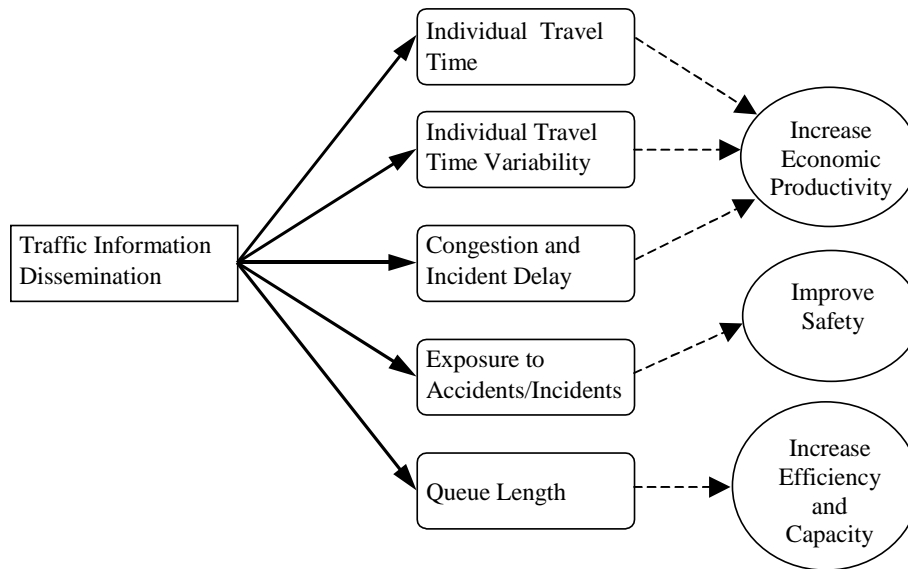 Individual Travel
Time
Individual Travel
Time Variability
Increase
Economic
Productivity
Traffic Information
Dissemination
Congestion and
Incident Delay
Improve
Safety
Exposure to
Accidents/Incidents
Queue Length
Increase
Efficiency
and
Capacity